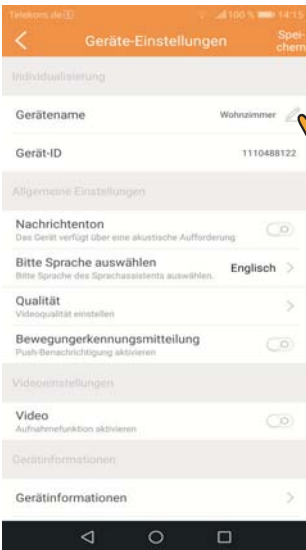 Telekom.de
100 % 14:15
Geräte-Einstellungen
Spei-
chern
Individualisierung
Gerätename Wohnzimmer
Gerät-ID 1110488122
Allgemeine Einstellungen
Nachrichtenton
Das Gerät verfügt über eine akustische Aufforderung
Bitte Sprache auswählen Englisch
Bitte Sprache des Sprachassistents auswählen.
Qualität
Videoqualität einstellen
Bewegungerkennungsmitteilung
Push-Benachrichtigung aktivieren
Videoeinstellungen
Video
Aufnahmefunktion aktivieren
Gerätinformationen
Gerätinformationen